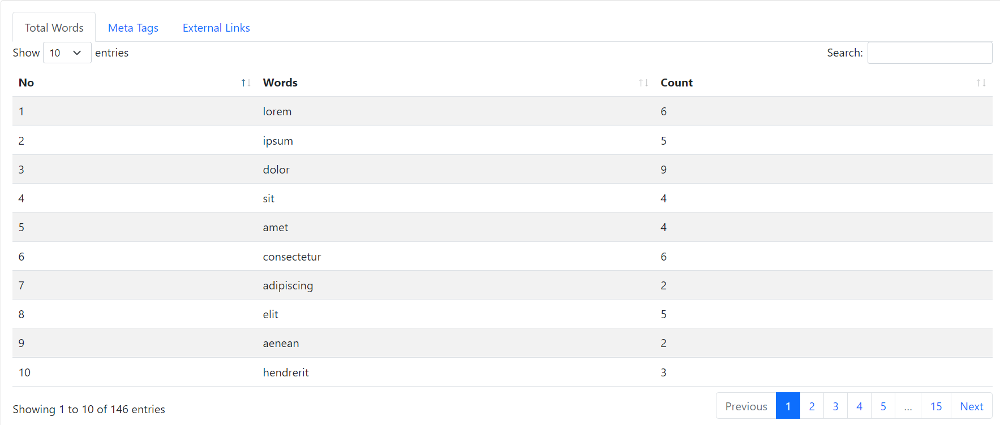 Total Words Meta Tags External Links
Show 10 entries Search:
No Words Count
1 lorem 6
2 ipsum 5
3 dolor 9
4 sit 4
5 amet 4
6 consectetur 6
7 adipiscing 2
8 elit 5
9 aenean 2
10 hendrerit 3
Showing 1 to 10 of 146 entries Previous 1 2 3 4 5 ... 15 Next